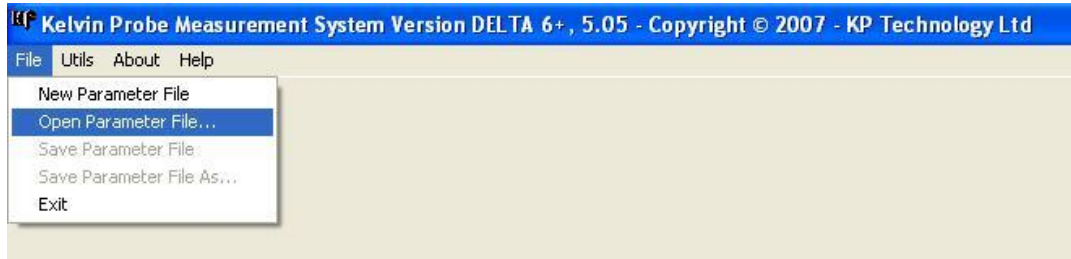 KP Kelvin Probe Measurement System Version DELTA 6+, 5.05 - Copyright © 2007 - KP Technology Ltd
File Utils About Help
New Parameter File
Open Parameter File...
Save Parameter File
Save Parameter File As...
Exit